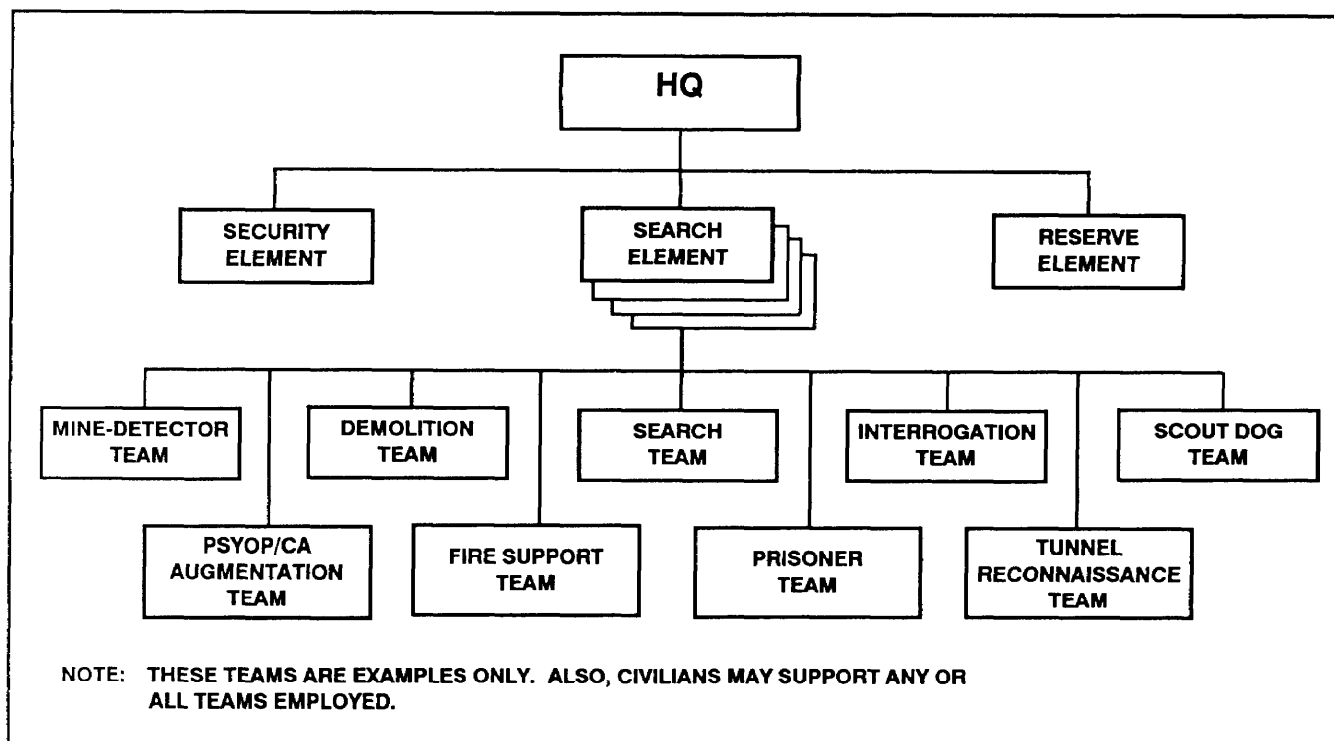 HQ
SECURITY
ELEMENT
SEARCH
ELEMENT
RESERVE
ELEMENT
MINE-DETECTOR
TEAM
DEMOLITION
TEAM
SEARCH
TEAM
INTERROGATION
TEAM
SCOUT DOG
TEAM
PSYOP/CA
AUGMENTATION
TEAM
FIRE SUPPORT
TEAM
PRISONER
TEAM
TUNNEL
RECONNAISSANCE
TEAM
NOTE: THESE TEAMS ARE EXAMPLES ONLY. ALSO, CIVILIANS MAY SUPPORT ANY OR
ALL TEAMS EMPLOYED.